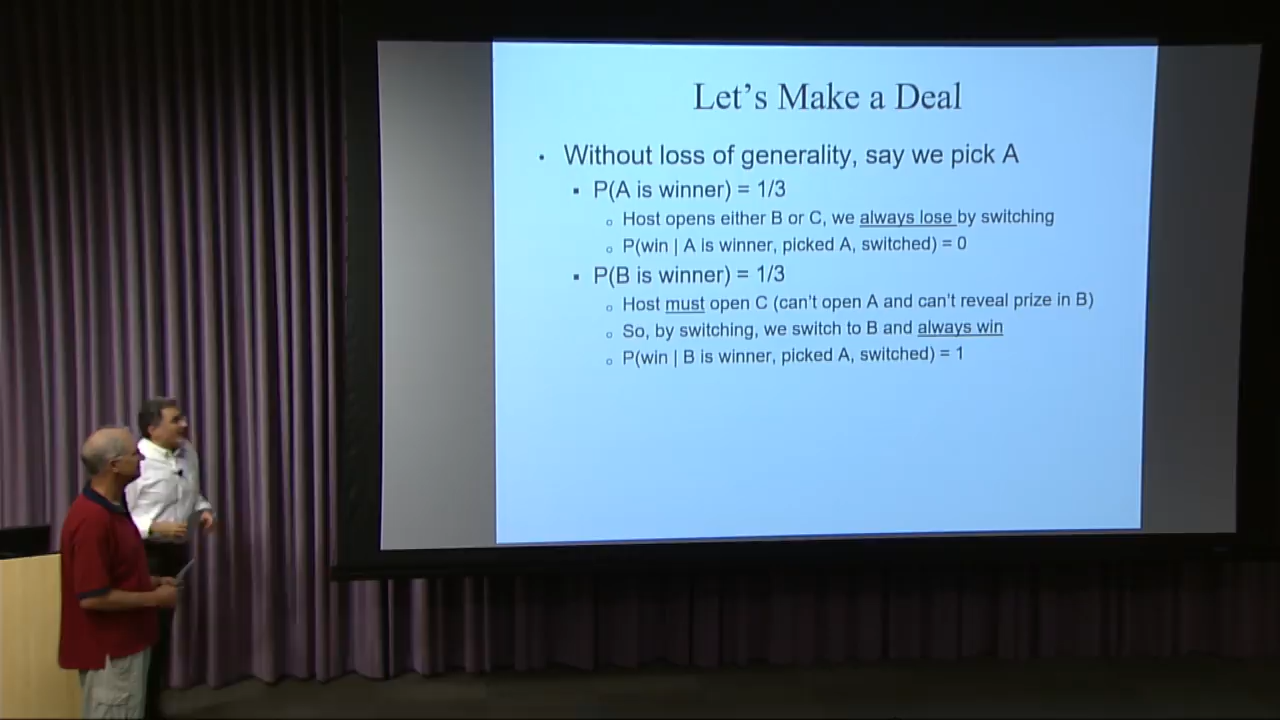 Let's Make a Deal
• Without loss of generality, say we pick A
▪ P(A is winner) = 1/3
o Host opens either B or C, we always lose by switching
o P(win | A is winner, picked A, switched) = 0
▪ P(B is winner) = 1/3
o Host must open C (can't open A and can't reveal prize in B)
o So, by switching, we switch to B and always win
o P(win | B is winner, picked A, switched) = 1